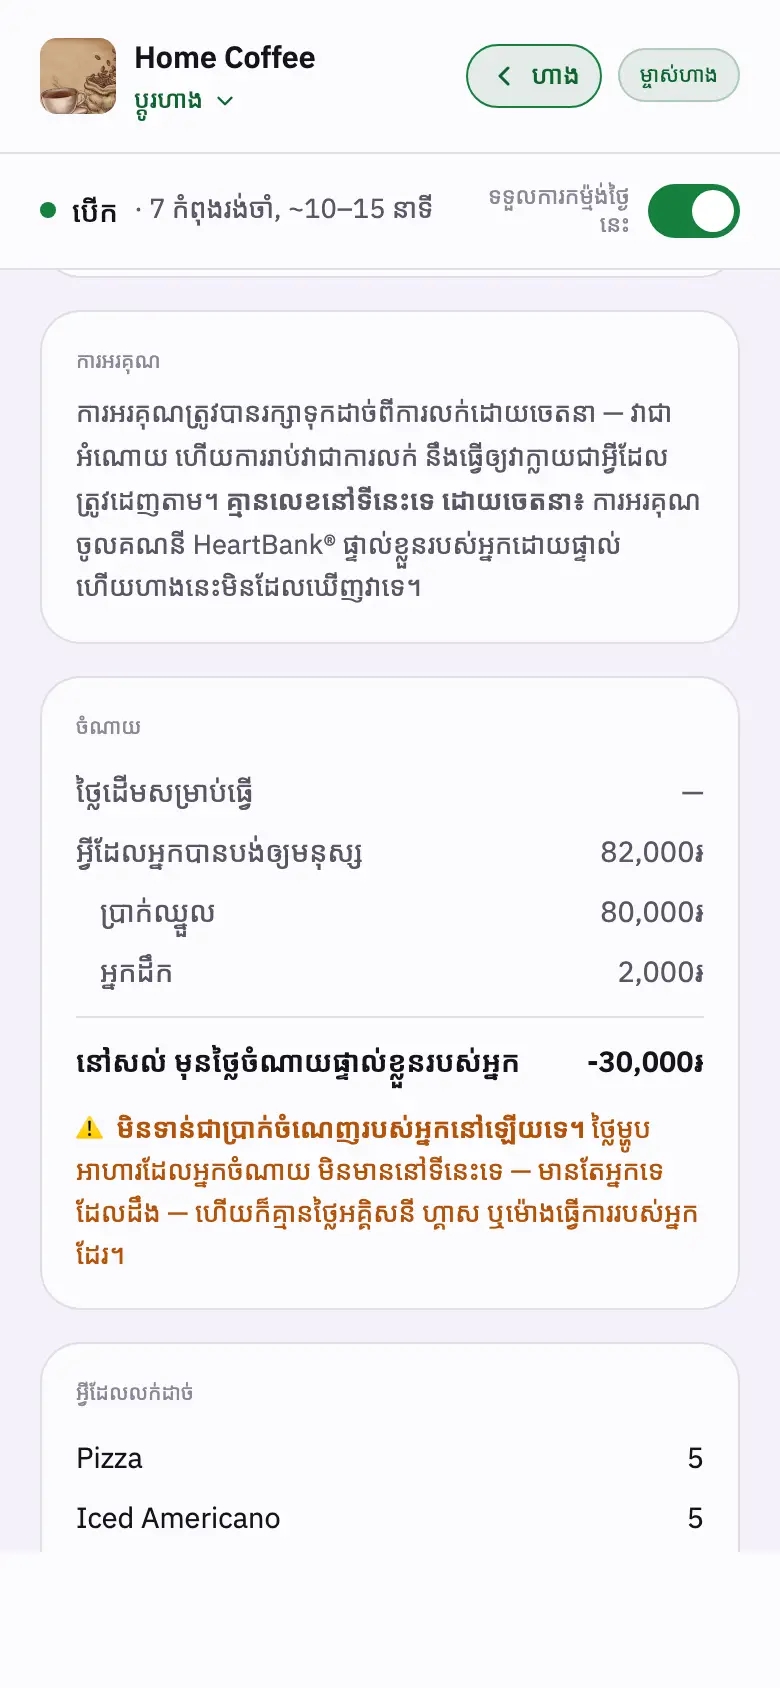 Home Coffee
ប្ដូរហាង
ហាង
ម្ចាស់ហាង
បើក · 7 កំពុងរង់ចាំ, ~10–15 នាទី
ទទួលការកម្ម៉ង់ថ្ងៃ
នេះ
ការអរគុណ
ការអរគុណត្រូវបានរក្សាទុកដាច់ពីការលក់ដោយចេតនា — វាជា
អំណោយ ហើយការរាប់វាជាការលក់ នឹងធ្វើឲ្យវាក្លាយជាអ្វីដែល
ត្រូវដេញតាម។ គ្មានលេខនៅទីនេះទេ ដោយចេតនា៖ ការអរគុណ
ចូលគណនី HeartBank® ផ្ទាល់ខ្លួនរបស់អ្នកដោយផ្ទាល់
ហើយហាងនេះមិនដែលឃើញវាទេ។
ចំណាយ
ថ្លៃដើមសម្រាប់ធ្វើ —
អ្វីដែលអ្នកបានបង់ឲ្យមនុស្ស 82,000៛
ប្រាក់ឈ្នួល 80,000៛
អ្នកដឹក 2,000៛
នៅសល់ មុនថ្លៃចំណាយផ្ទាល់ខ្លួនរបស់អ្នក -30,000៛
⚠️ មិនទាន់ជាប្រាក់ចំណេញរបស់អ្នកនៅឡើយទេ។ ថ្លៃម្ហូប
អាហារដែលអ្នកចំណាយ មិនមាននៅទីនេះទេ — មានតែអ្នកទេ
ដែលដឹង — ហើយក៏គ្មានថ្លៃអគ្គិសនី ហ្គាស ឬម៉ោងធ្វើការរបស់អ្នក
ដែរ។
អ្វីដែលលក់ដាច់
Pizza 5
Iced Americano 5